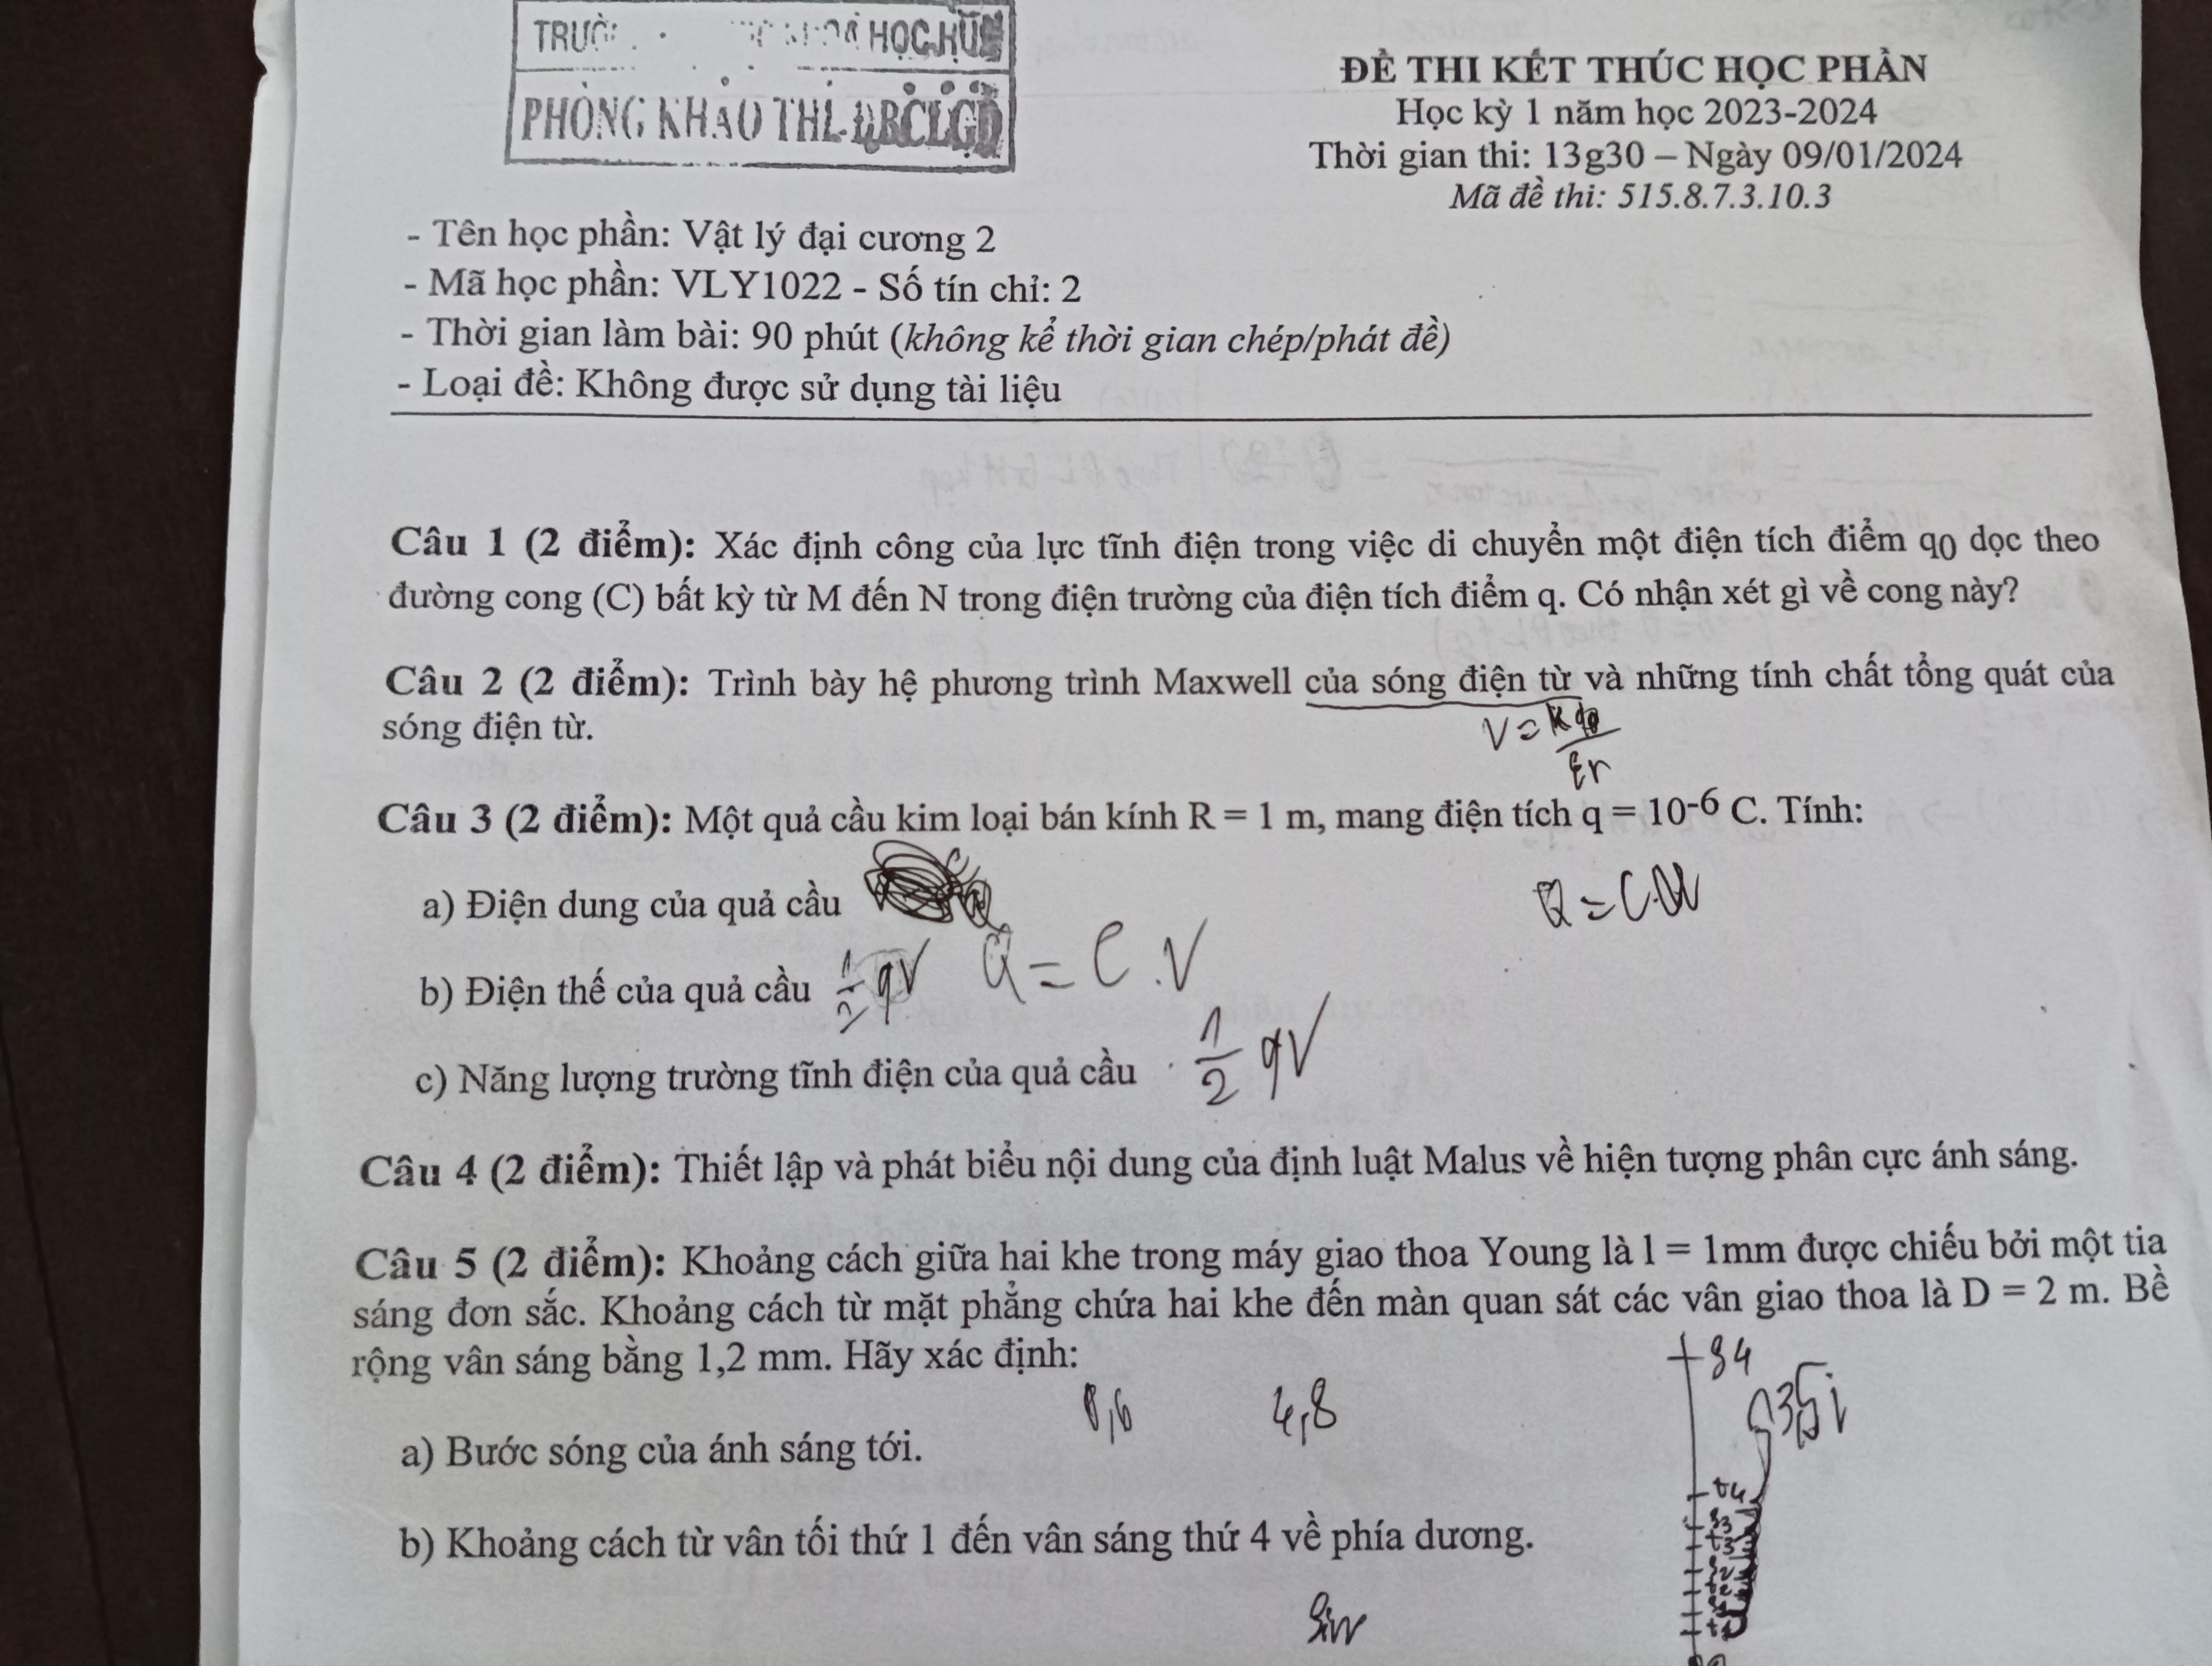 HỌC HUẾ
PHÒNG KHẢO THÍ-ĐBCLGD
ĐỀ THI KẾT THÚC HỌC PHẦN
Học kỳ 1 năm học 2023-2024
Thời gian thi: 13g30 – Ngày 09/01/2024
Mã đề thi: 515.8.7.3.10.3
- Tên học phần: Vật lý đại cương 2
- Mã học phần: VLY1022 - Số tín chỉ: 2
- Thời gian làm bài: 90 phút (không kể thời gian chép/phát đề)
- Loại đề: Không được sử dụng tài liệu
Câu 1 (2 điểm): Xác định công của lực tĩnh điện trong việc di chuyển một điện tích điểm q0 dọc theo
đường cong (C) bất kỳ từ M đến N trong điện trường của điện tích điểm q. Có nhận xét gì về cong này?
Câu 2 (2 điểm): Trình bày hệ phương trình Maxwell của sóng điện từ và những tính chất tổng quát của
sóng điện từ.
V =
εr
Câu 3 (2 điểm): Một quả cầu kim loại bán kính R = 1 m, mang điện tích q = 10-6 C. Tính:
a) Điện dung của quả cầu
Q = C.U
b) Điện thế của quả cầu 1/2 qV Q = C.V
c) Năng lượng trường tĩnh điện của quả cầu 1/2 qV
Câu 4 (2 điểm): Thiết lập và phát biểu nội dung của định luật Malus về hiện tượng phân cực ánh sáng.
Câu 5 (2 điểm): Khoảng cách giữa hai khe trong máy giao thoa Young là l = 1mm được chiếu bởi một tia
sáng đơn sắc. Khoảng cách từ mặt phẳng chứa hai khe đến màn quan sát các vân giao thoa là D = 2 m. Bề
rộng vân sáng bằng 1,2 mm. Hãy xác định:
0,6 4,8
S4
3,5i
a) Bước sóng của ánh sáng tới.
t4
s3
t3
b) Khoảng cách từ vân tối thứ 1 đến vân sáng thứ 4 về phía dương.